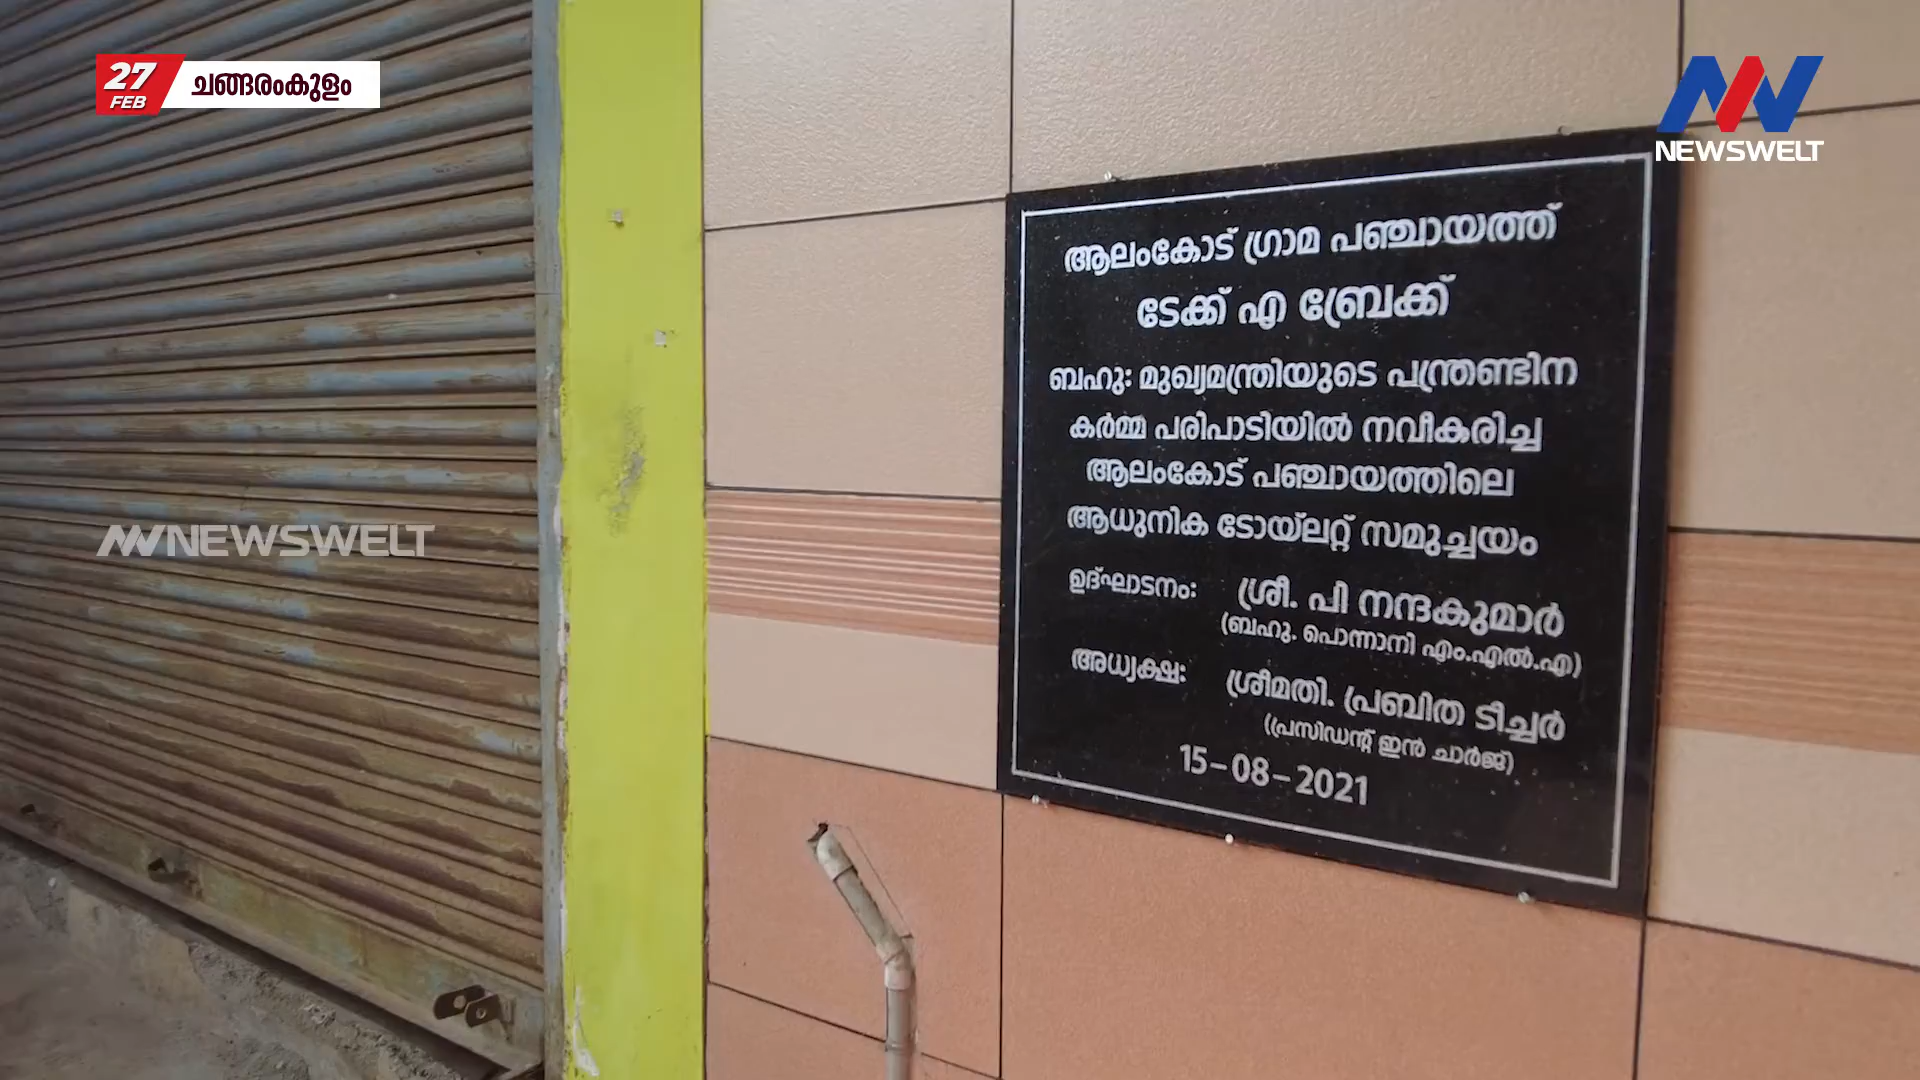 27
FEB
ചങ്ങരംകുളം
NEWSWELT
ആലംകോട് ഗ്രാമ പഞ്ചായത്ത്
ടേക്ക് എ ബ്രേക്ക്
ബഹു: മുഖ്യമന്ത്രിയുടെ പന്ത്രണ്ടിന
കർമ്മ പരിപാടിയിൽ നവീകരിച്ച
ആലംകോട് പഞ്ചായത്തിലെ
ആധുനിക ടോയ്‌ലറ്റ് സമുച്ചയം
ഉദ്ഘാടനം: ശ്രീ. പി നന്ദകുമാർ
(ബഹു. പൊന്നാനി എം.എൽ.എ)
അധ്യക്ഷ: ശ്രീമതി. പ്രബിത ടീച്ചർ
(പ്രസിഡന്റ് ഇൻ ചാർജ്)
15-08-2021
NEWSWELT